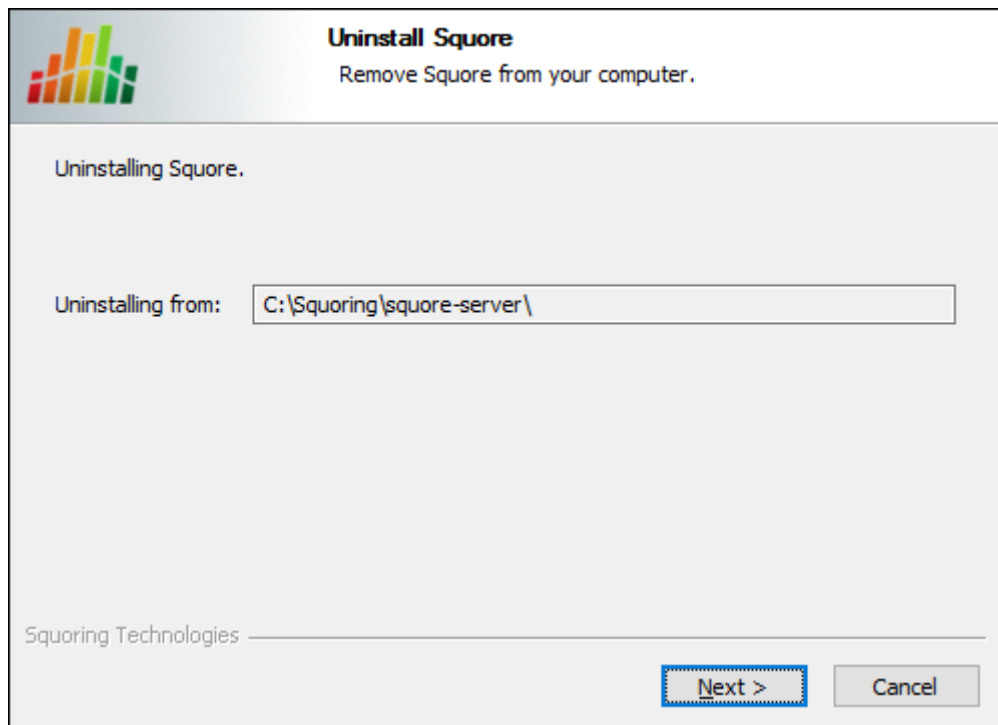 Uninstall Squore
Remove Squore from your computer.
Uninstalling Squore.
Uninstalling from: C:\Squoring\squore-server\
Squoring Technologies
Next > Cancel